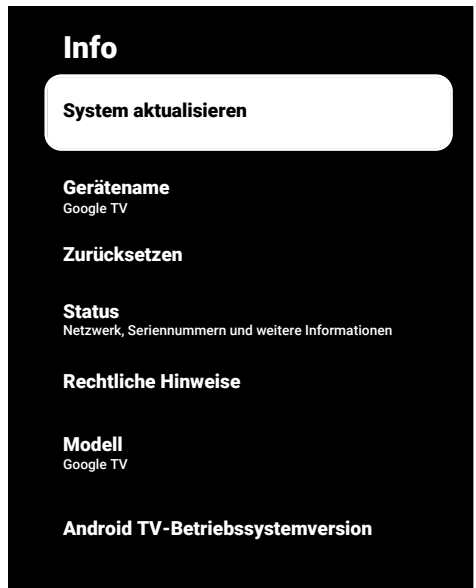 Info
System aktualisieren
Gerätename
Google TV
Zurücksetzen
Status
Netzwerk, Seriennummern und weitere Informationen
Rechtliche Hinweise
Modell
Google TV
Android TV-Betriebssystemversion